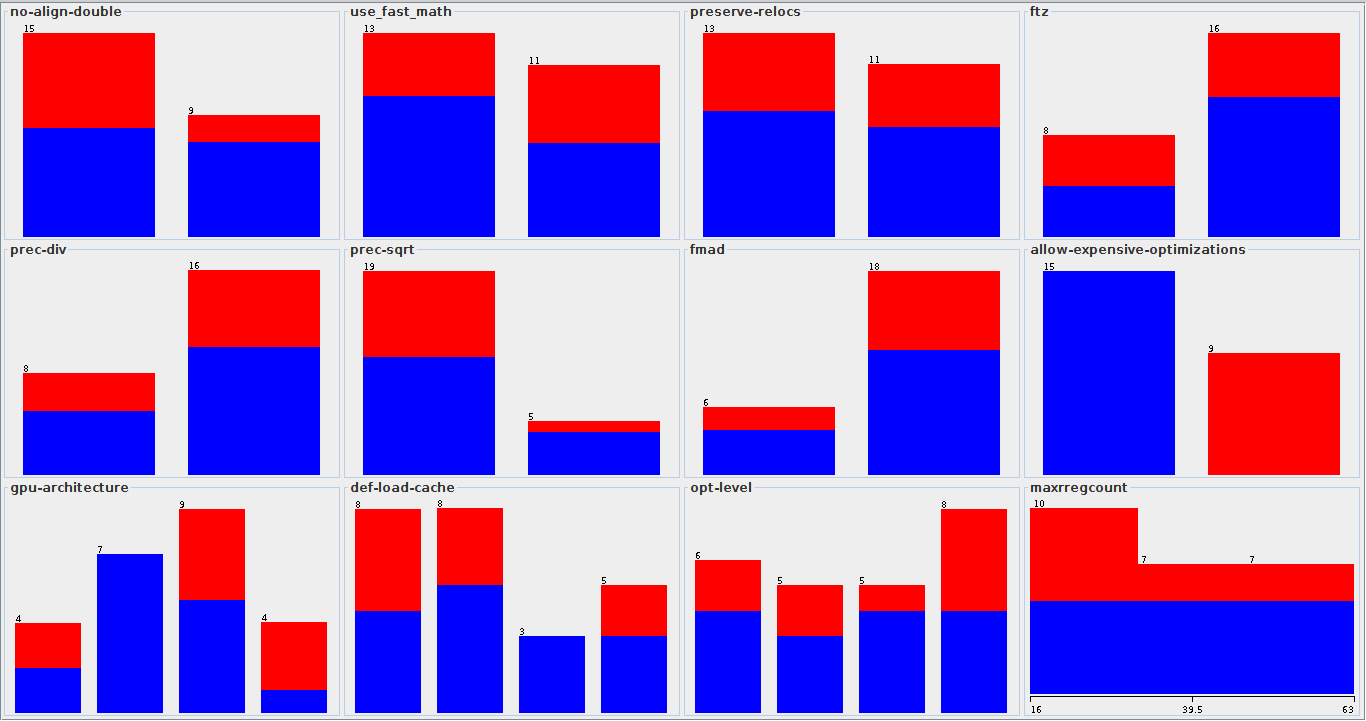 no-align-double
15
9
use_fast_math
13
11
preserve-relocs
13
11
ftz
8
16
prec-div
8
16
prec-sqrt
19
5
fmad
6
18
allow-expensive-optimizations
15
9
gpu-architecture
4
7
9
4
def-load-cache
8
8
3
5
opt-level
6
5
5
8
maxrregcount
10
7
7
16
39.5
63